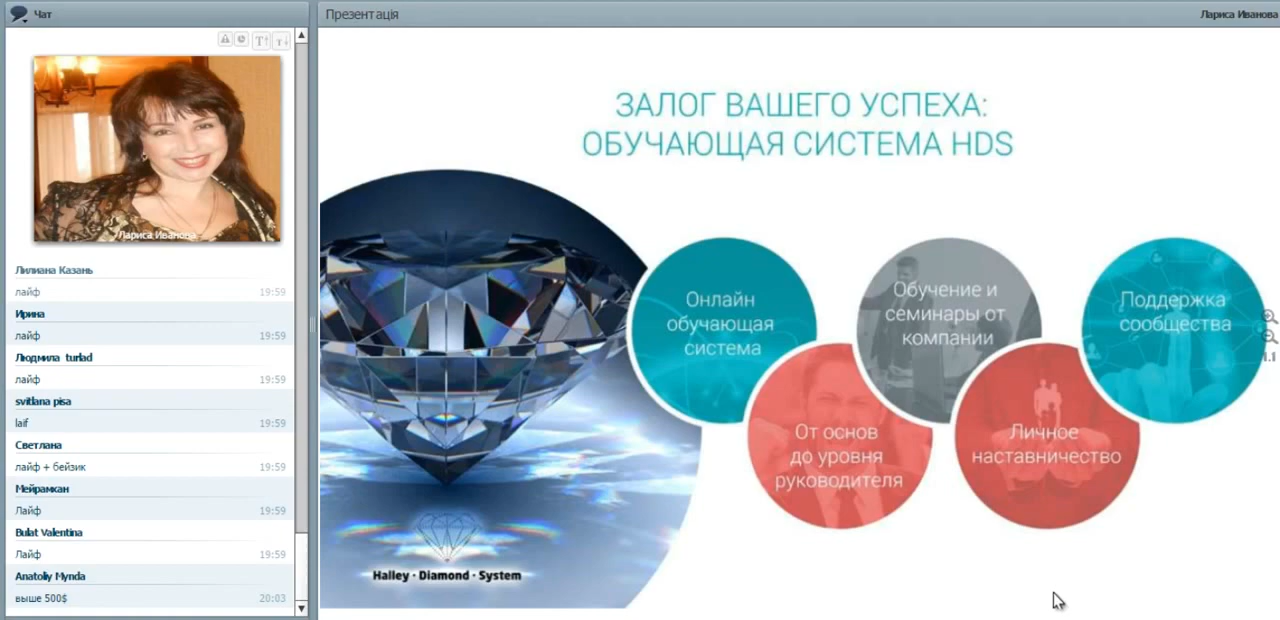 Чат
Лариса Иванова
Лилиана Казань
лайф 19:59
Ирина
лайф 19:59
Людмила turlad
лайф 19:59
svitlana pisa
laif 19:59
Светлана
лайф + бейзик 19:59
Мейрамкан
Лайф 19:59
Bulat Valentina
Лайф 19:59
Anatoliy Mynda
выше 500$ 20:03
Презентація
Лариса Иванова
ЗАЛОГ ВАШЕГО УСПЕХА:
ОБУЧАЮЩАЯ СИСТЕМА HDS
Онлайн
обучающая
система
От основ
до уровня
руководителя
Обучение и
семинары от
компании
Личное
наставничество
Поддержка
сообщества
Halley · Diamond · System